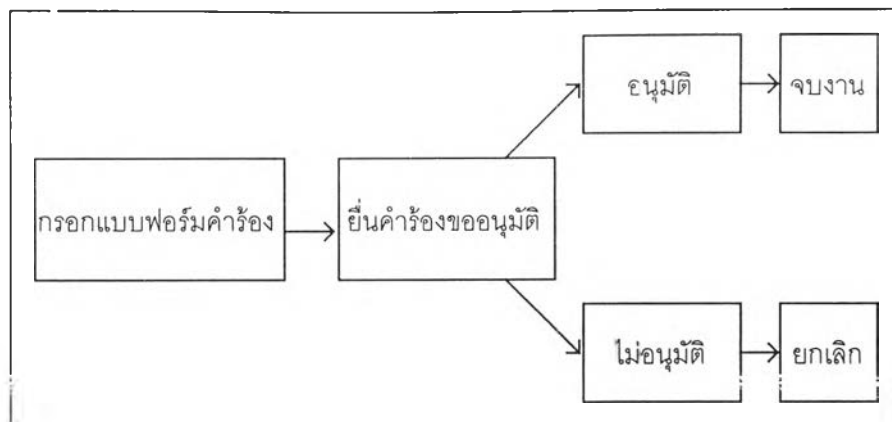 กรอกแบบฟอร์มคำร้อง
ยื่นคำร้องขออนุมัติ
อนุมัติ
จบงาน
ไม่อนุมัติ
ยกเลิก